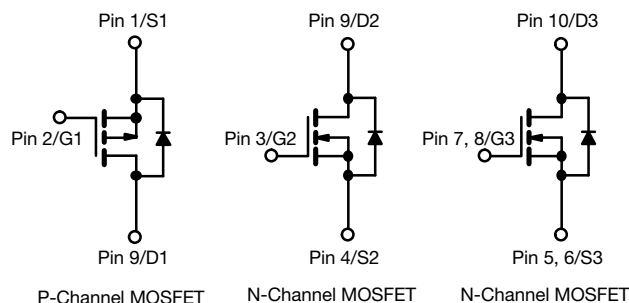 Pin 1/S1
Pin 9/D2
Pin 10/D3
Pin 2/G1
Pin 3/G2
Pin 7, 8/G3
Pin 9/D1
Pin 4/S2
Pin 5, 6/S3
P-Channel MOSFET
N-Channel MOSFET
N-Channel MOSFET